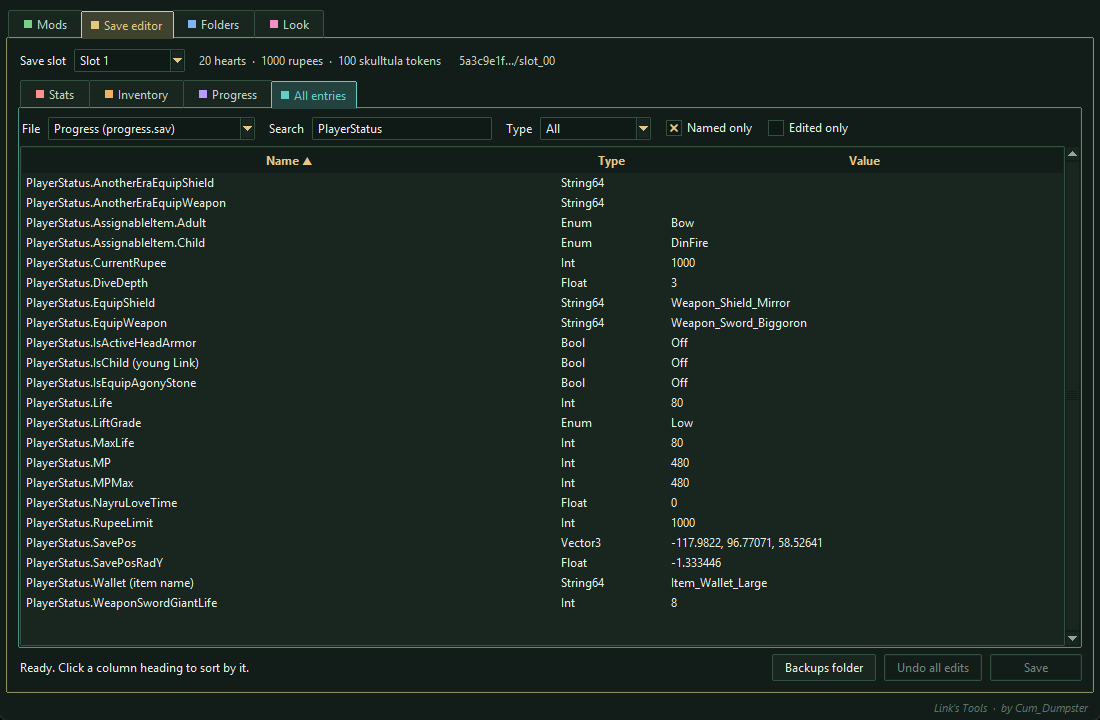 Mods Save editor Folders Look
Save slot Slot 1 20 hearts · 1000 rupees · 100 skulltula tokens 5a3c9e1f.../slot_00
Stats Inventory Progress All entries
File Progress (progress.sav) Search PlayerStatus Type All Named only Edited only
Name ▲ Type Value
PlayerStatus.AnotherEraEquipShield String64
PlayerStatus.AnotherEraEquipWeapon String64
PlayerStatus.AssignableItem.Adult Enum Bow
PlayerStatus.AssignableItem.Child Enum DinFire
PlayerStatus.CurrentRupee Int 1000
PlayerStatus.DiveDepth Float 3
PlayerStatus.EquipShield String64 Weapon_Shield_Mirror
PlayerStatus.EquipWeapon String64 Weapon_Sword_Biggoron
PlayerStatus.IsActiveHeadArmor Bool Off
PlayerStatus.IsChild (young Link) Bool Off
PlayerStatus.IsEquipAgonyStone Bool Off
PlayerStatus.Life Int 80
PlayerStatus.LiftGrade Enum Low
PlayerStatus.MaxLife Int 80
PlayerStatus.MP Int 480
PlayerStatus.MPMax Int 480
PlayerStatus.NayruLoveTime Float 0
PlayerStatus.RupeeLimit Int 1000
PlayerStatus.SavePos Vector3 -117.9822, 96.77071, 58.52641
PlayerStatus.SavePosRadY Float -1.333446
PlayerStatus.Wallet (item name) String64 Item_Wallet_Large
PlayerStatus.WeaponSwordGiantLife Int 8
Ready. Click a column heading to sort by it. Backups folder Undo all edits Save
Link's Tools · by Cum_Dumpster